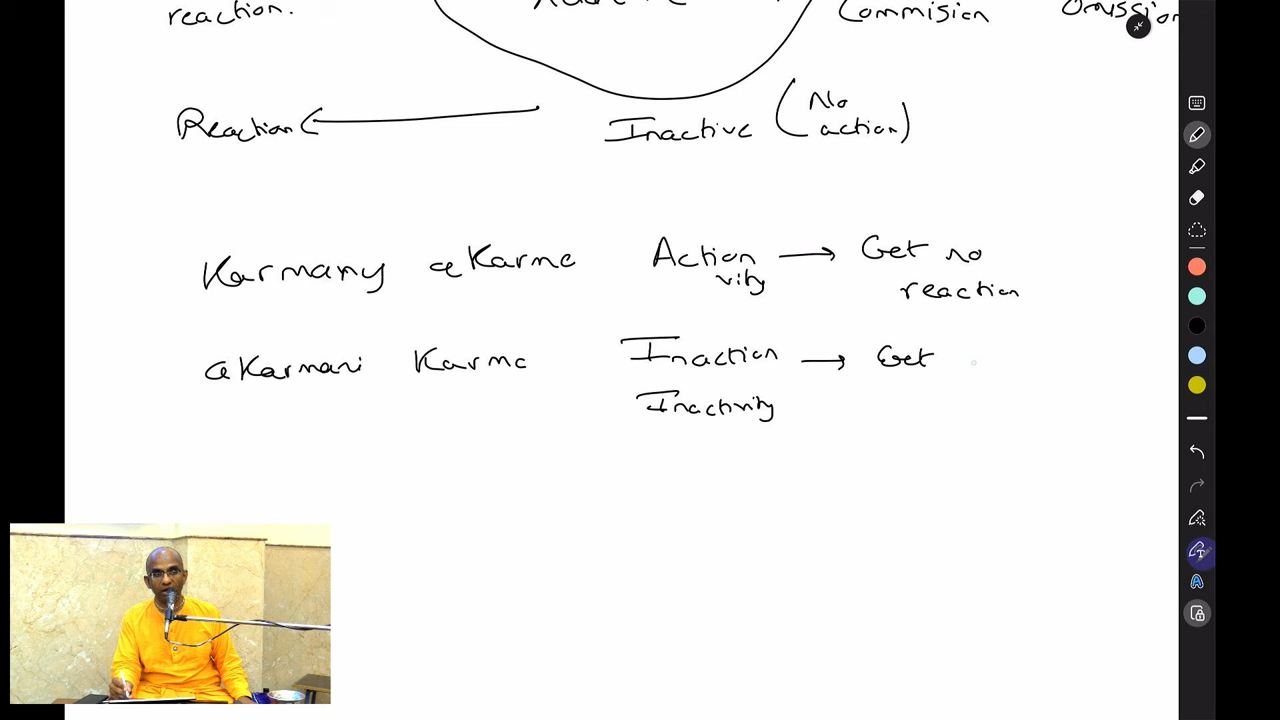 reaction.
Commision Omission
Reaction Inactive (No action)
Karmany akarma Action vity → Get no reaction
akarmani Karma Inaction → Get
Inactivity